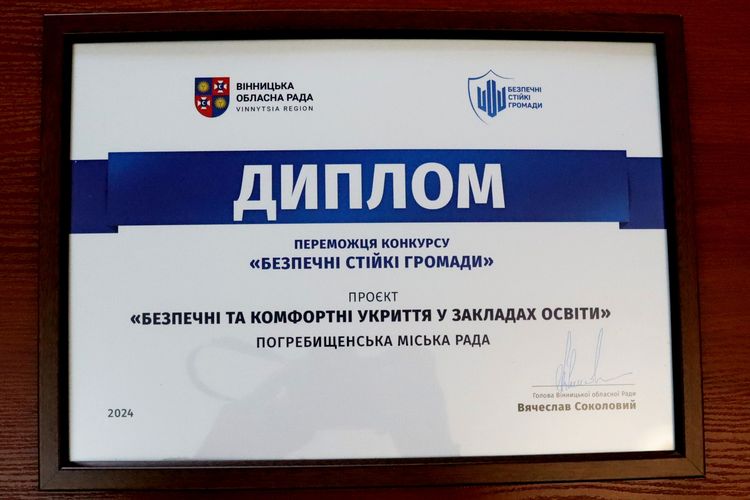 ВІННИЦЬКА
ОБЛАСНА РАДА
VINNYTSIA REGION
БЕЗПЕЧНІ
СТІЙКІ
ГРОМАДИ
ДИПЛОМ
ПЕРЕМОЖЦЯ КОНКУРСУ
«БЕЗПЕЧНІ СТІЙКІ ГРОМАДИ»
ПРОЄКТ
«БЕЗПЕЧНІ ТА КОМФОРТНІ УКРИТТЯ У ЗАКЛАДАХ ОСВІТИ»
ПОГРЕБИЩЕНСЬКА МІСЬКА РАДА
Голова Вінницької обласної Ради
2024
Вячеслав Соколовий